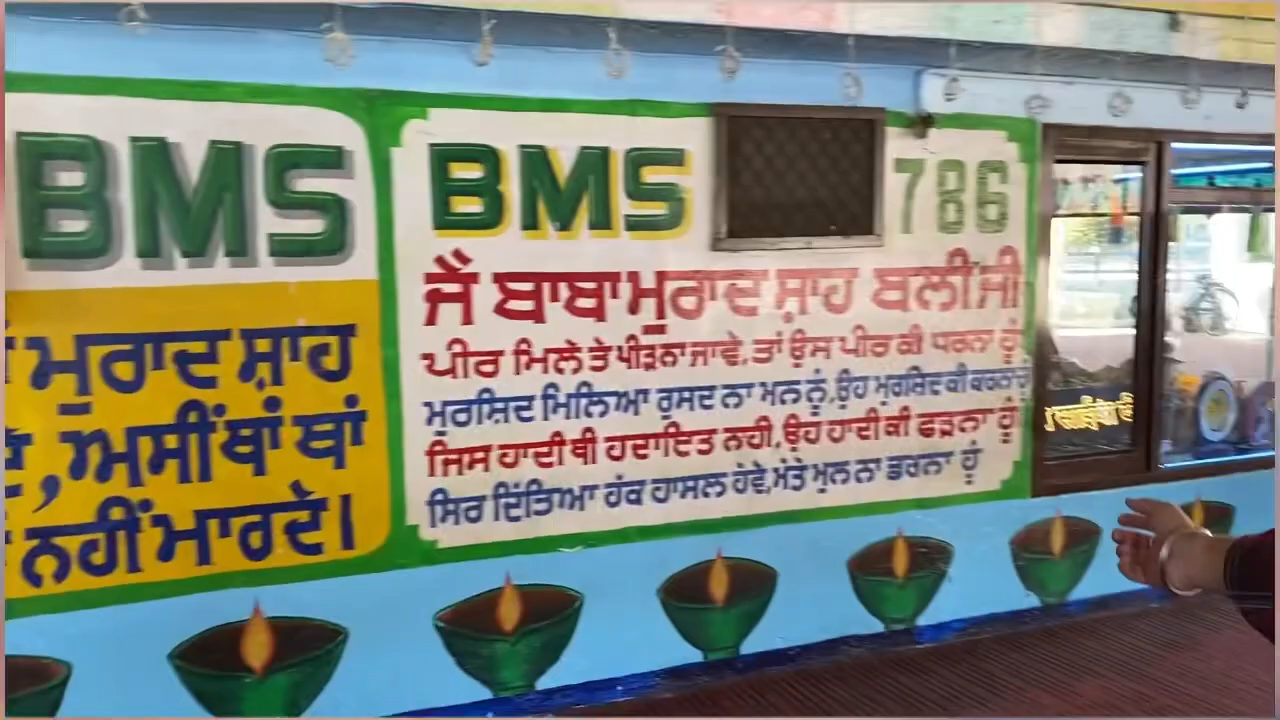 BMS
ਮੁਰਾਦ ਸ਼ਾਹ
ਅਸੀਂ ਥਾਂ ਥਾਂ
ਨਹੀਂ ਮਾਰਦੇ।
BMS 786
ਜੈ ਬਾਬਾ ਮੁਰਾਦ ਸ਼ਾਹ ਬਲੀ ਜੀ
ਪੀਰ ਮਿਲੇ ਤੇ ਪੀੜ ਨਾ ਜਾਵੇ, ਤਾਂ ਉਸ ਪੀਰ ਕੀ ਧਰਨਾ ਹੂੰ
ਮੁਰਸ਼ਿਦ ਮਿਲਿਆ ਰੁਸਦ ਨਾ ਮਨ ਨੂੰ, ਉਹ ਮੁਰਸ਼ਿਦ ਕੀ ਕਰਨਾ ਹੂੰ
ਜਿਸ ਹਾਦੀ ਥੀ ਹਦਾਇਤ ਨਹੀ, ਉਹ ਹਾਦੀ ਕੀ ਫੜਨਾ ਹੂੰ
ਸਿਰ ਦਿੱਤਿਆ ਹੱਕ ਹਾਸਲ ਹੋਵੇ, ਮੌਤੋ ਮੂਲ ਨਾ ਡਰਨਾ ਹੂੰ